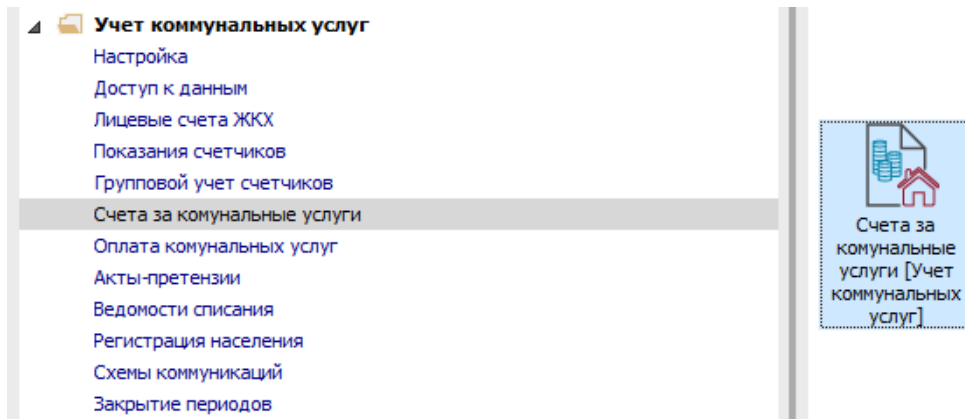 Учет коммунальных услуг
Настройка
Доступ к данным
Лицевые счета ЖКХ
Показания счетчиков
Групповой учет счетчиков
Счета за комунальные услуги
Оплата комунальных услуг
Акты-претензии
Ведомости списания
Регистрация населения
Схемы коммуникаций
Закрытие периодов
Счета за
комунальные
услуги [Учет
коммунальных
услуг]